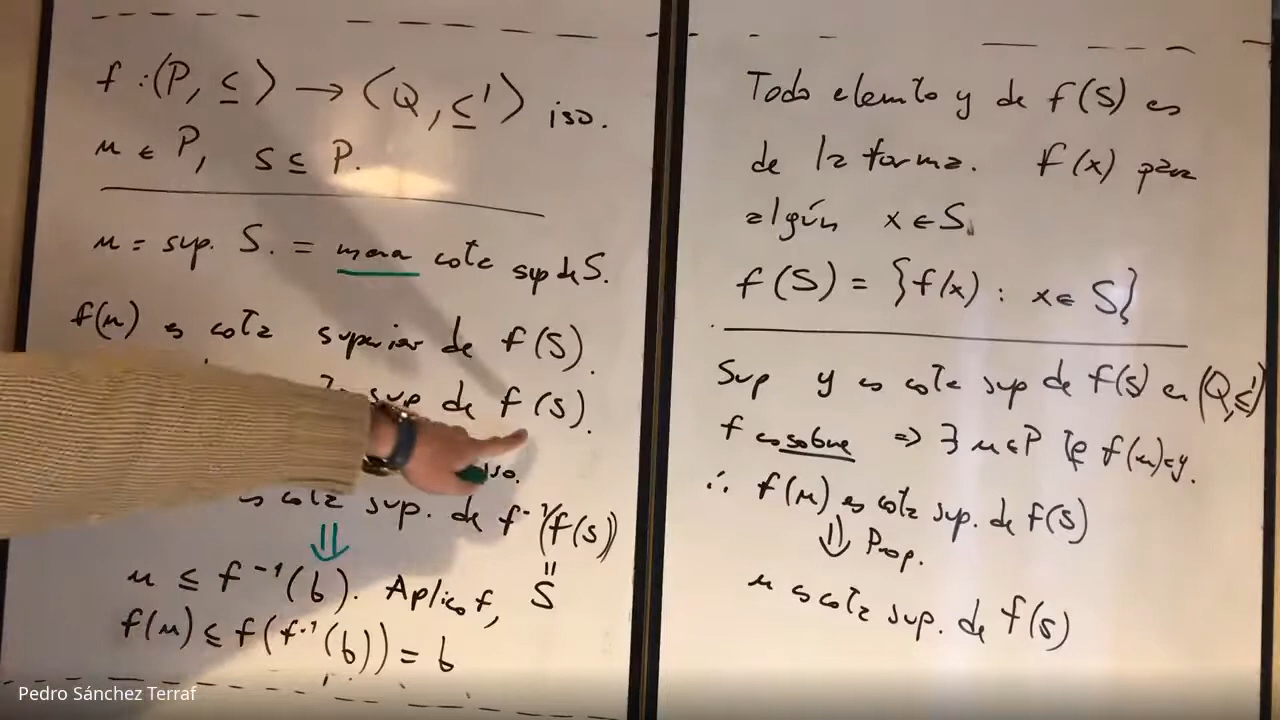 f : ⟨P, ≤⟩ → ⟨Q, ≤'⟩ iso.
u ∈ P, S ⊆ P.
u = sup. S. = cota sup de S.
f(u) es cota superior de f(S).
sup de f(S).
iso.
es cota sup. de f⁻¹(f(S))
⇓ ॥
u ≤ f⁻¹(b). Aplico f, S
f(u) ≤ f(f⁻¹(b)) = b
Todo elemto y de f(S) es
de la forma. f(x) para
algún x ∈ S.
f(S) = {f(x) : x ∈ S}
Sup y es cota sup de f(S) en (Q, ≤')
f es sobre ⇒ ∃ u ∈ P tq f(u) = y.
∴ f(u) es cota sup. de f(S)
⇓ Prop.
u es cota sup. de f(S)
Pedro Sánchez Terraf